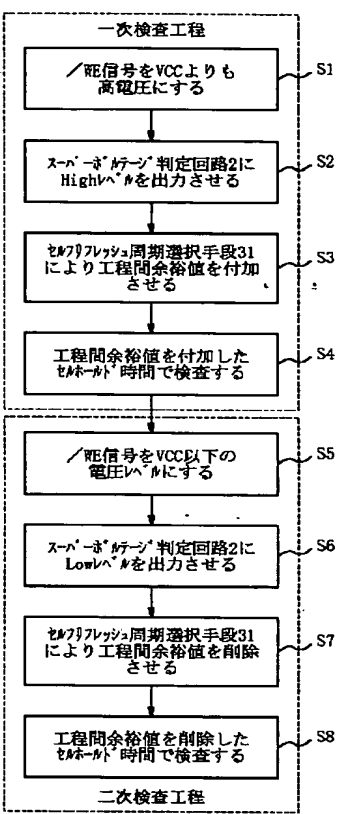 一次検査工程
／WE信号をVCCよりも
高電圧にする
S1
ｽｰﾊﾟｰﾎﾞﾙﾃｰｼﾞ判定回路2に
Highﾚﾍﾞﾙを出力させる
S2
ｾﾙﾌﾘﾌﾚｯｼｭ周期選択手段31
により工程間余裕値を付加
させる
S3
工程間余裕値を付加した
ｾﾙﾎｰﾙﾄﾞ時間で検査する
S4
／WE信号をVCC以下の
電圧ﾚﾍﾞﾙにする
S5
ｽｰﾊﾟｰﾎﾞﾙﾃｰｼﾞ判定回路2に
Lowﾚﾍﾞﾙを出力させる
S6
ｾﾙﾌﾘﾌﾚｯｼｭ周期選択手段31
により工程間余裕値を削除
させる
S7
工程間余裕値を削除した
ｾﾙﾎｰﾙﾄﾞ時間で検査する
S8
二次検査工程